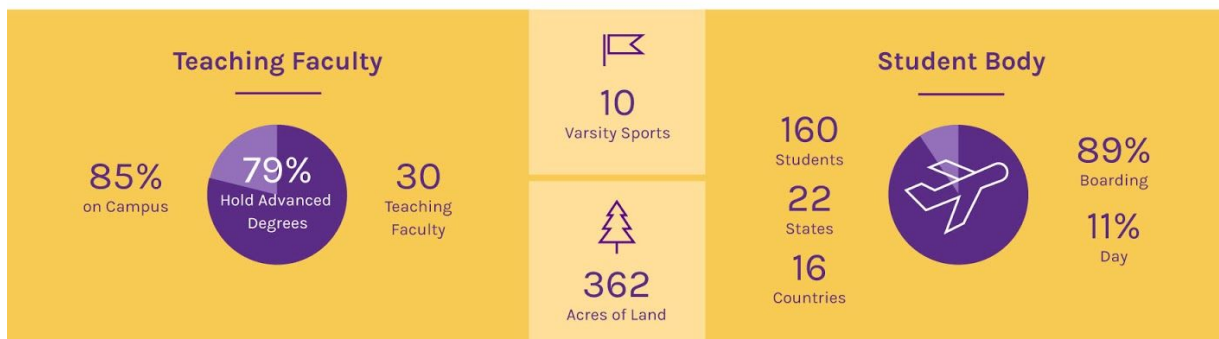 Teaching Faculty
85%
on Campus
79%
Hold Advanced
Degrees
30
Teaching
Faculty
10
Varsity Sports
362
Acres of Land
Student Body
160
Students
22
States
16
Countries
89%
Boarding
11%
Day